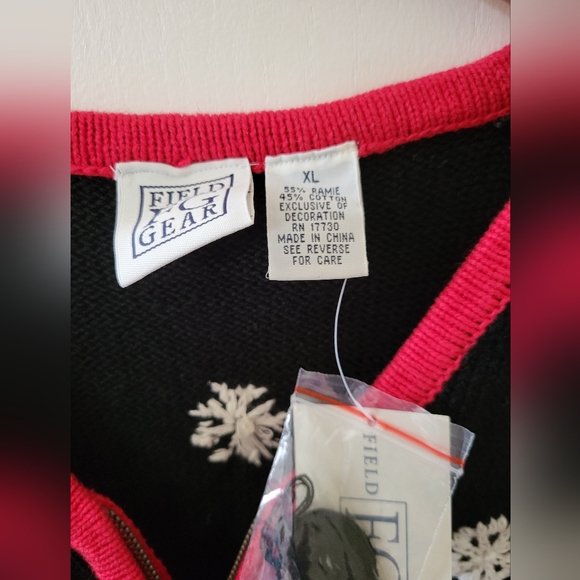 FIELD
FG
GEAR
XL
55% RAMIE
45% COTTON
EXCLUSIVE OF
DECORATION
RN 17730
MADE IN CHINA
SEE REVERSE
FOR CARE
FIELD